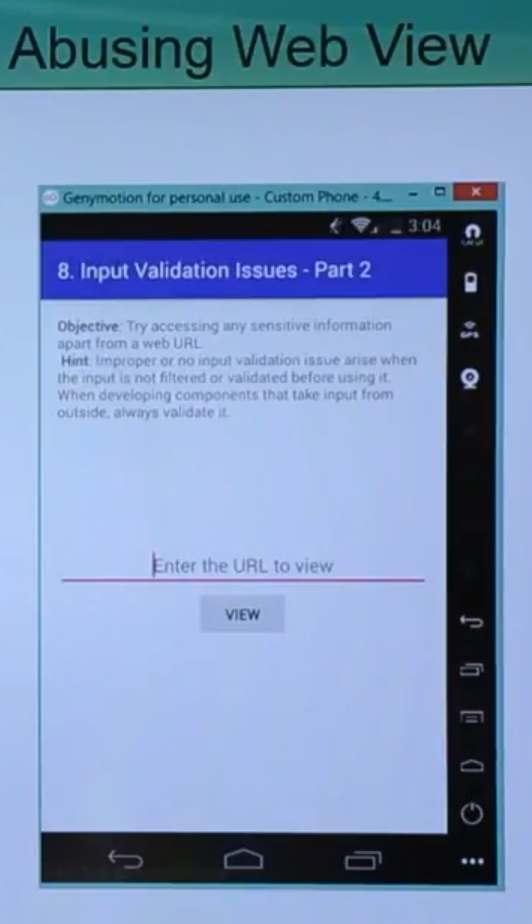 Abusing Web View
Genymotion for personal use - Custom Phone - 4...
3:04
8. Input Validation Issues - Part 2
Objective: Try accessing any sensitive information
apart from a web URL.
Hint: Improper or no input validation issue arise when
the input is not filtered or validated before using it.
When developing components that take input from
outside, always validate it.
GPS
Enter the URL to view
VIEW